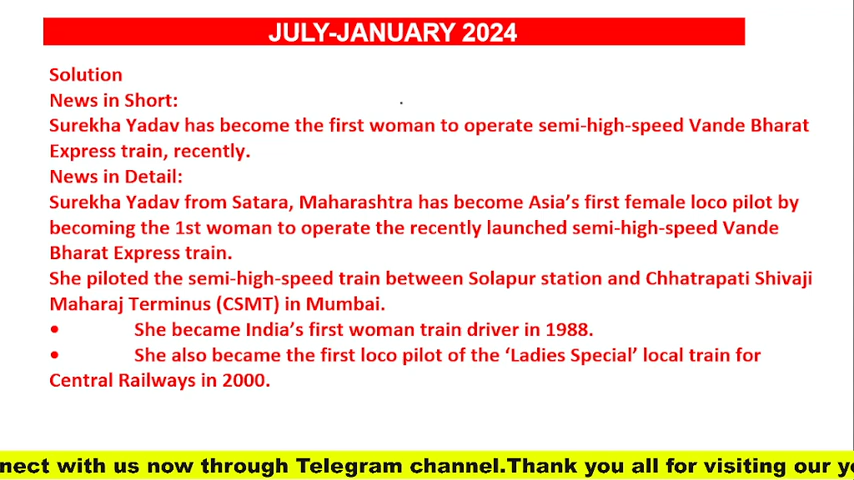 JULY-JANUARY 2024
Solution
News in Short:
Surekha Yadav has become the first woman to operate semi-high-speed Vande Bharat
Express train, recently.
News in Detail:
Surekha Yadav from Satara, Maharashtra has become Asia’s first female loco pilot by
becoming the 1st woman to operate the recently launched semi-high-speed Vande
Bharat Express train.
She piloted the semi-high-speed train between Solapur station and Chhatrapati Shivaji
Maharaj Terminus (CSMT) in Mumbai.
• She became India’s first woman train driver in 1988.
• She also became the first loco pilot of the ‘Ladies Special’ local train for
Central Railways in 2000.
with us now through Telegram channel.Thank you all for visiting our